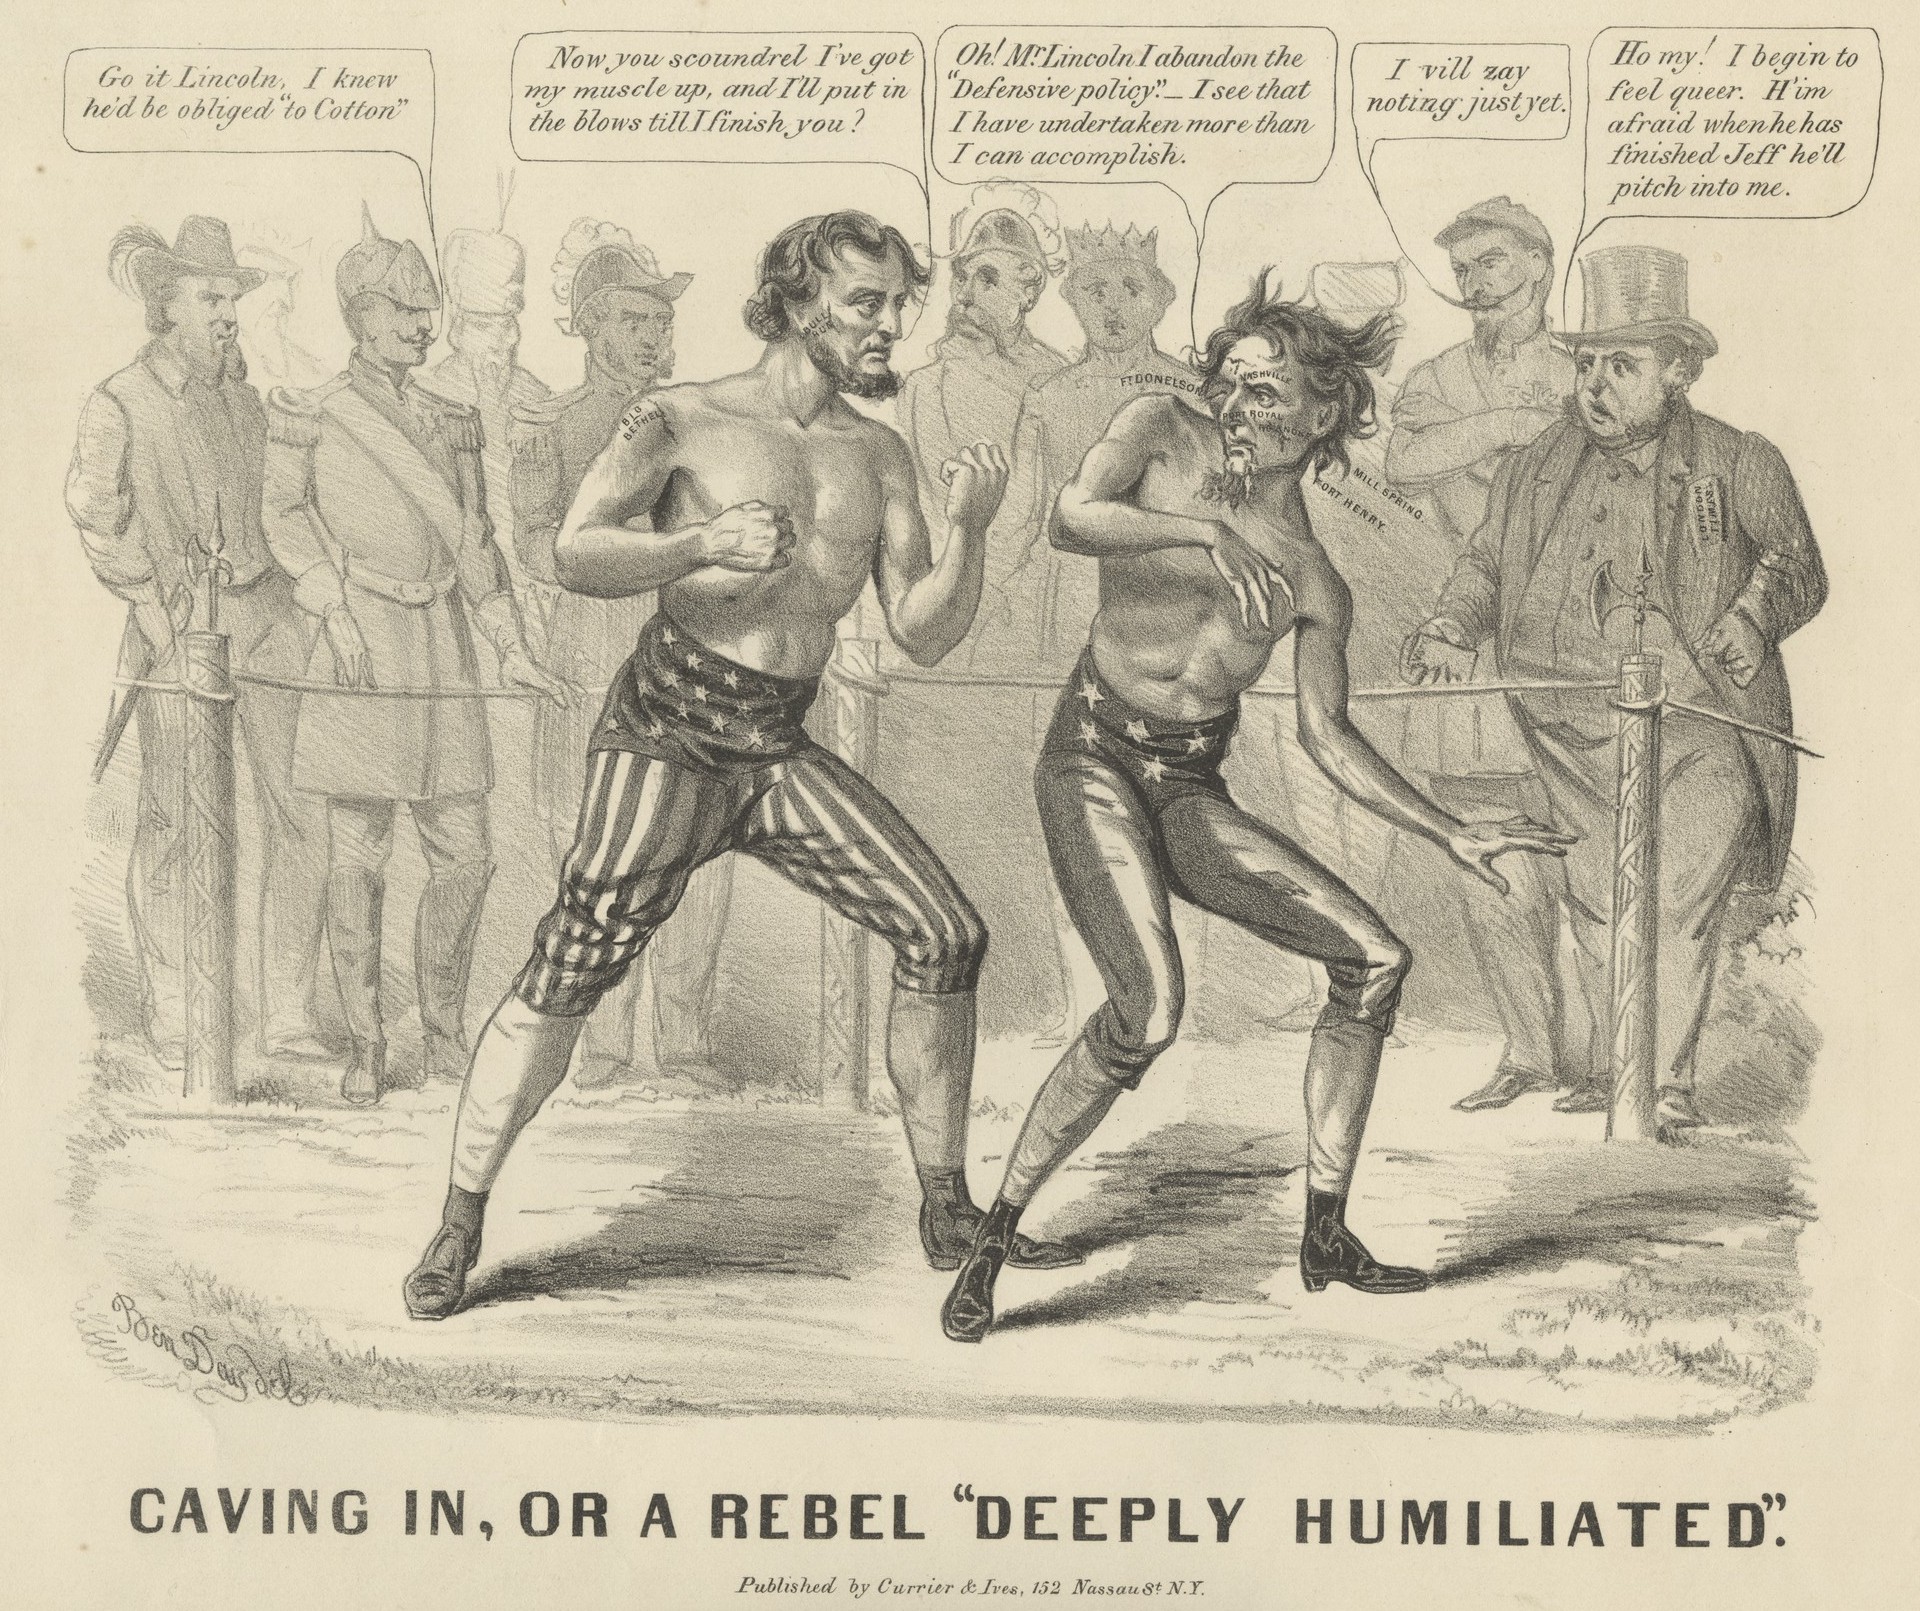 Go it Lincoln, I knew
he'd be obliged "to Cotton"
Now you scoundrel I've got
my muscle up, and I'll put in
the blows till I finish you?
Oh! Mr. Lincoln I abandon the
"Defensive policy."— I see that
I have undertaken more than
I can accomplish.
I vill zay
noting just yet.
Ho my! I begin to
feel queer. H'im
afraid when he has
finished Jeff he'll
pitch into me.
BULL
RUN
BIG
BETHEL
FT DONELSON
NASHVILLE
PORT ROYAL
ROANOKE
MILL SPRING
FORT HENRY
Ben Day del
CAVING IN, OR A REBEL "DEEPLY HUMILIATED".
Published by Currier & Ives, 152 Nassau St. N.Y.